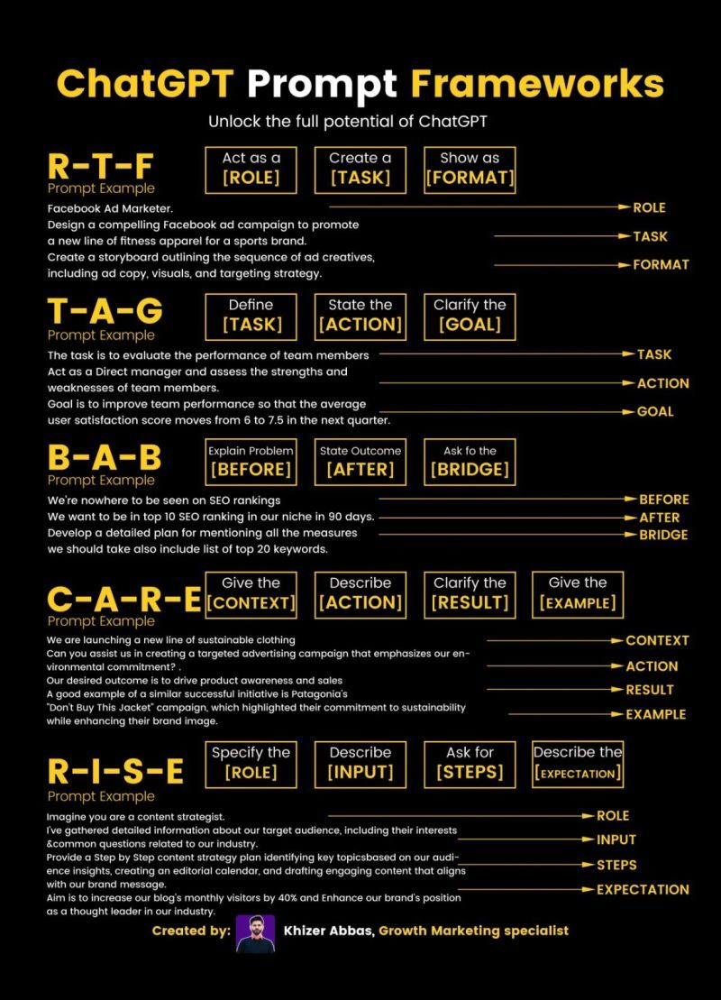 ChatGPT Prompt Frameworks
Unlock the full potential of ChatGPT
R-T-F
Prompt Example
Act as a
[ROLE]
Create a
[TASK]
Show as
[FORMAT]
Facebook Ad Marketer.
Design a compelling Facebook ad campaign to promote
a new line of fitness apparel for a sports brand.
Create a storyboard outlining the sequence of ad creatives,
including ad copy, visuals, and targeting strategy.
ROLE
TASK
FORMAT
T-A-G
Prompt Example
Define
[TASK]
State the
[ACTION]
Clarify the
[GOAL]
The task is to evaluate the performance of team members
Act as a Direct manager and assess the strengths and
weaknesses of team members.
Goal is to improve team performance so that the average
user satisfaction score moves from 6 to 7.5 in the next quarter.
TASK
ACTION
GOAL
B-A-B
Prompt Example
Explain Problem
[BEFORE]
State Outcome
[AFTER]
Ask fo the
[BRIDGE]
We're nowhere to be seen on SEO rankings
We want to be in top 10 SEO ranking in our niche in 90 days.
Develop a detailed plan for mentioning all the measures
we should take also include list of top 20 keywords.
BEFORE
AFTER
BRIDGE
C-A-R-E
Prompt Example
Give the
[CONTEXT]
Describe
[ACTION]
Clarify the
[RESULT]
Give the
[EXAMPLE]
We are launching a new line of sustainable clothing
Can you assist us in creating a targeted advertising campaign that emphasizes our en-
vironmental commitment? .
Our desired outcome is to drive product awareness and sales
A good example of a similar successful initiative is Patagonia's
"Don't Buy This Jacket" campaign, which highlighted their commitment to sustainability
while enhancing their brand image.
CONTEXT
ACTION
RESULT
EXAMPLE
R-I-S-E
Prompt Example
Specify the
[ROLE]
Describe
[INPUT]
Ask for
[STEPS]
Describe the
[EXPECTATION]
Imagine you are a content strategist.
I've gathered detailed information about our target audience, including their interests
&common questions related to our industry.
Provide a Step by Step content strategy plan identifying key topicsbased on our audi-
ence insights, creating an editorial calendar, and drafting engaging content that aligns
with our brand message.
Aim is to increase our blog's monthly visitors by 40% and Enhance our brand's position
as a thought leader in our industry.
ROLE
INPUT
STEPS
EXPECTATION
Created by: Khizer Abbas, Growth Marketing specialist